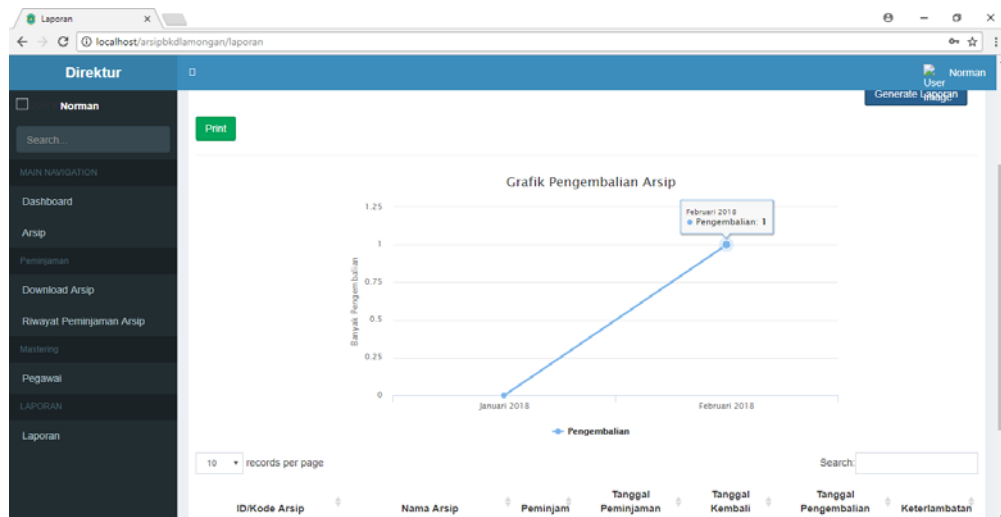 Laporan
localhost/arsipbkdlamongan/laporan
Direktur
User Image
Norman
Norman
Search...
MAIN NAVIGATION
Dashboard
Arsip
Peminjaman
Download Arsip
Riwayat Peminjaman Arsip
Mastering
Pegawai
LAPORAN
Laporan
Generate Laporan
Print
Grafik Pengembalian Arsip
Banyak Pengembalian
1.25
1
0.75
0.5
0.25
0
Februari 2018
Pengembalian: 1
Januari 2018
Februari 2018
Pengembalian
10 records per page
Search:
ID/Kode Arsip
Nama Arsip
Peminjam
Tanggal Peminjaman
Tanggal Kembali
Tanggal Pengembalian
Keterlambatan